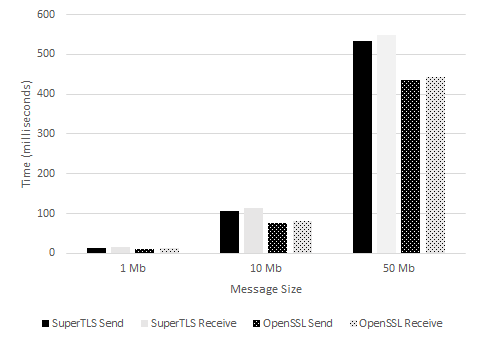 600
500
400
300
200
100
0
Time (milliseconds)
1 Mb 10 Mb 50 Mb
Message Size
SuperTLS Send SuperTLS Receive OpenSSL Send OpenSSL Receive